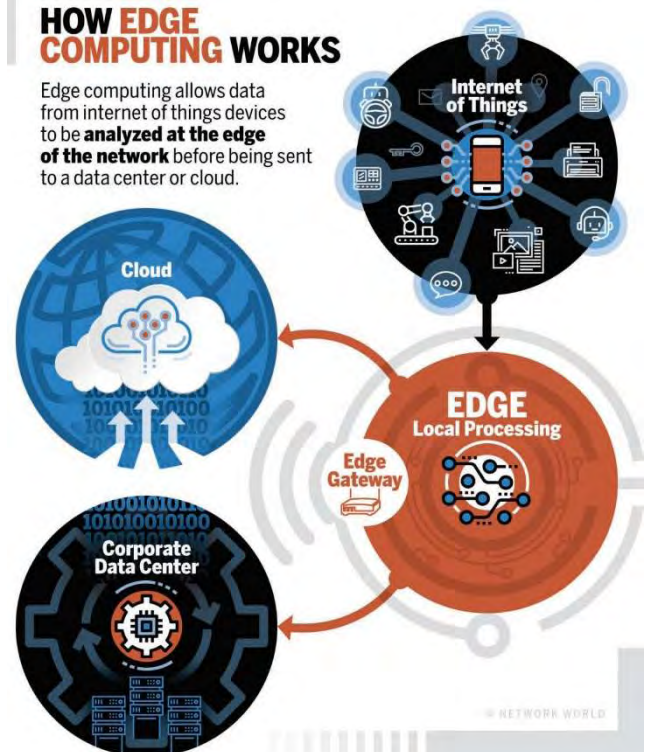 HOW EDGE
COMPUTING WORKS
Edge computing allows data
from internet of things devices
to be analyzed at the edge
of the network before being sent
to a data center or cloud.
Internet
of Things
Cloud
10101010100
EDGE
Local Processing
Edge
Gateway
101010010100
Corporate
Data Center
NETWORK WORLD